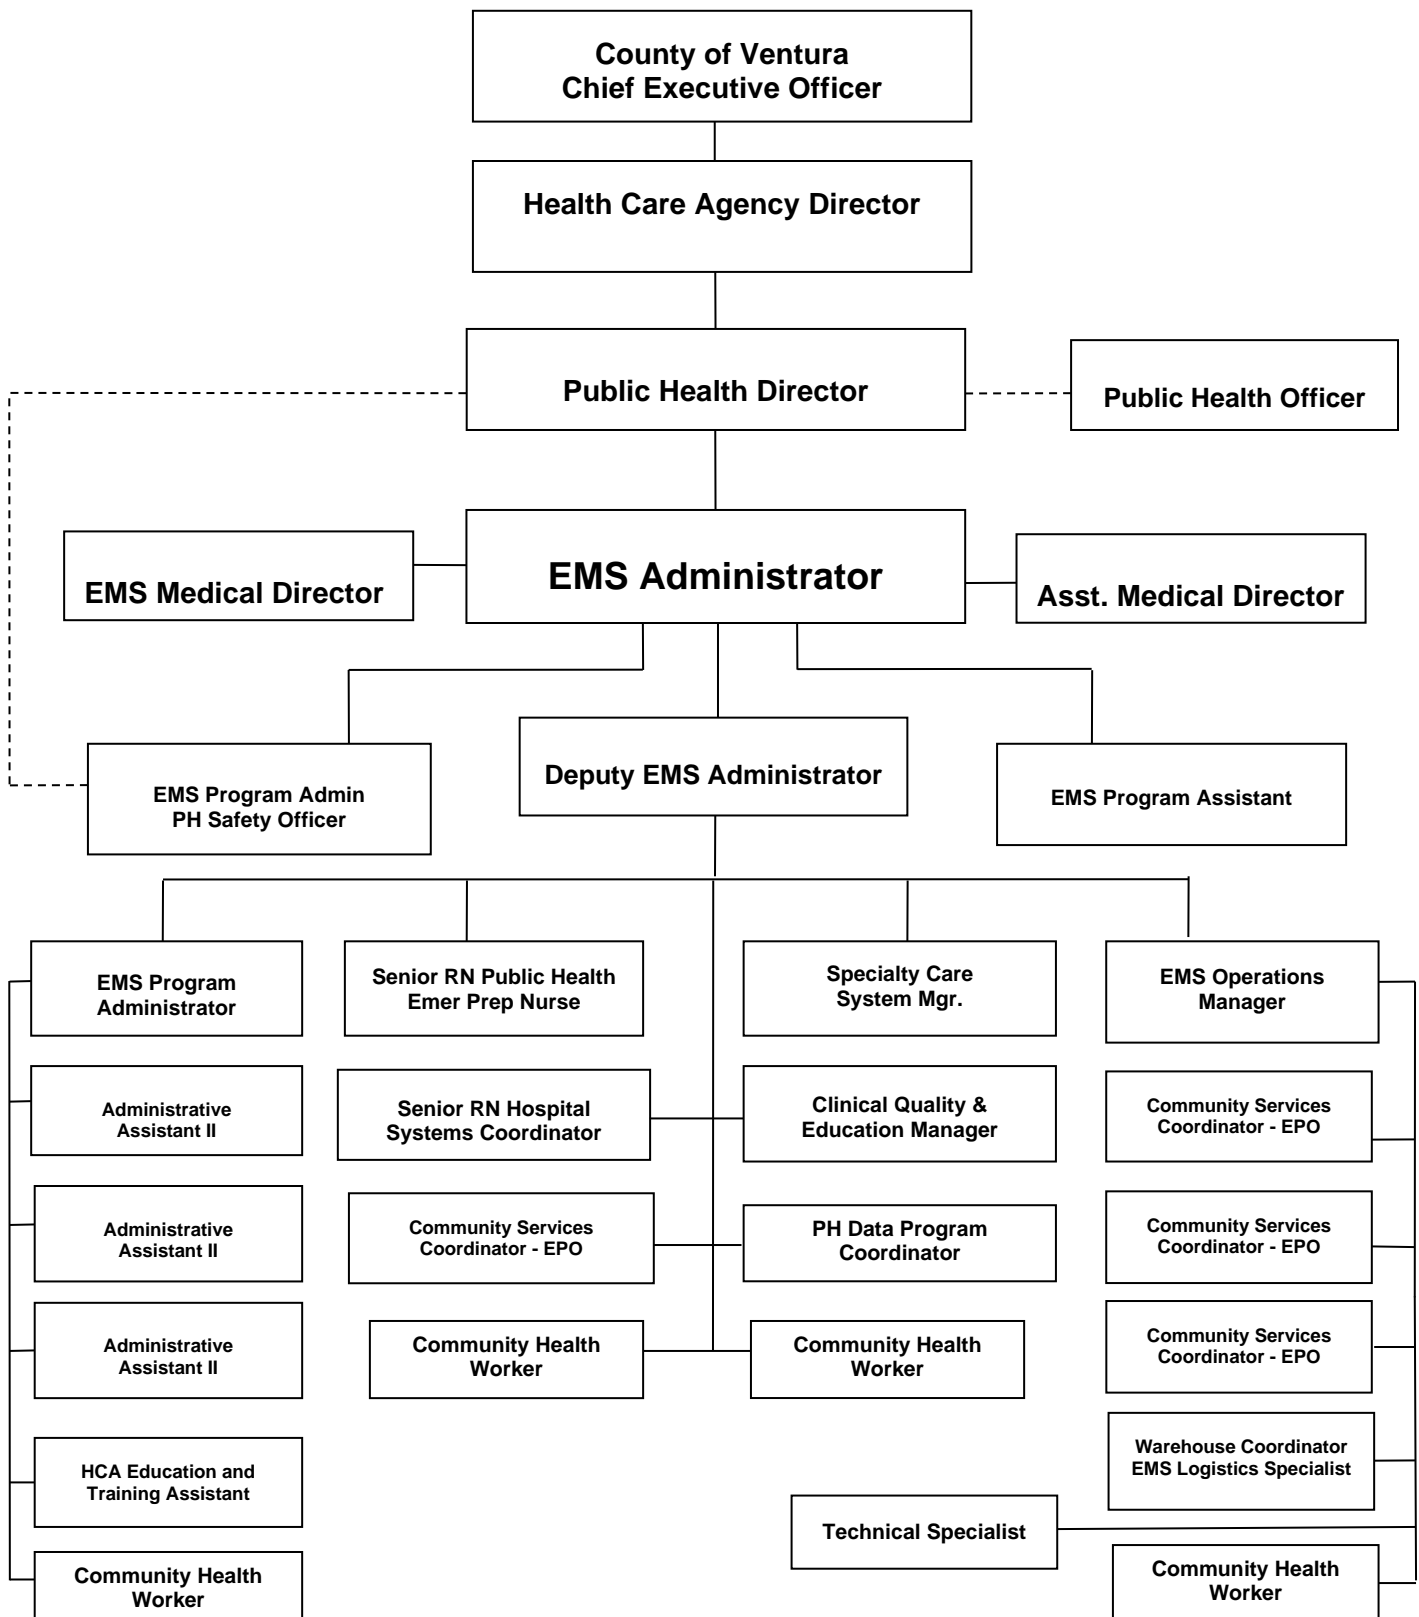 County of Ventura
Chief Executive Officer
Health Care Agency Director
Public Health Director
Public Health Officer
EMS Medical Director
EMS Administrator
Asst. Medical Director
EMS Program Admin
PH Safety Officer
Deputy EMS Administrator
EMS Program Assistant
EMS Program
Administrator
Senior RN Public Health
Emer Prep Nurse
Specialty Care
System Mgr.
EMS Operations
Manager
Administrative
Assistant II
Senior RN Hospital
Systems Coordinator
Clinical Quality &
Education Manager
Community Services
Coordinator - EPO
Administrative
Assistant II
Community Services
Coordinator - EPO
PH Data Program
Coordinator
Community Services
Coordinator - EPO
Administrative
Assistant II
Community Health
Worker
Community Health
Worker
Community Services
Coordinator - EPO
HCA Education and
Training Assistant
Warehouse Coordinator
EMS Logistics Specialist
Technical Specialist
Community Health
Worker
Community Health
Worker